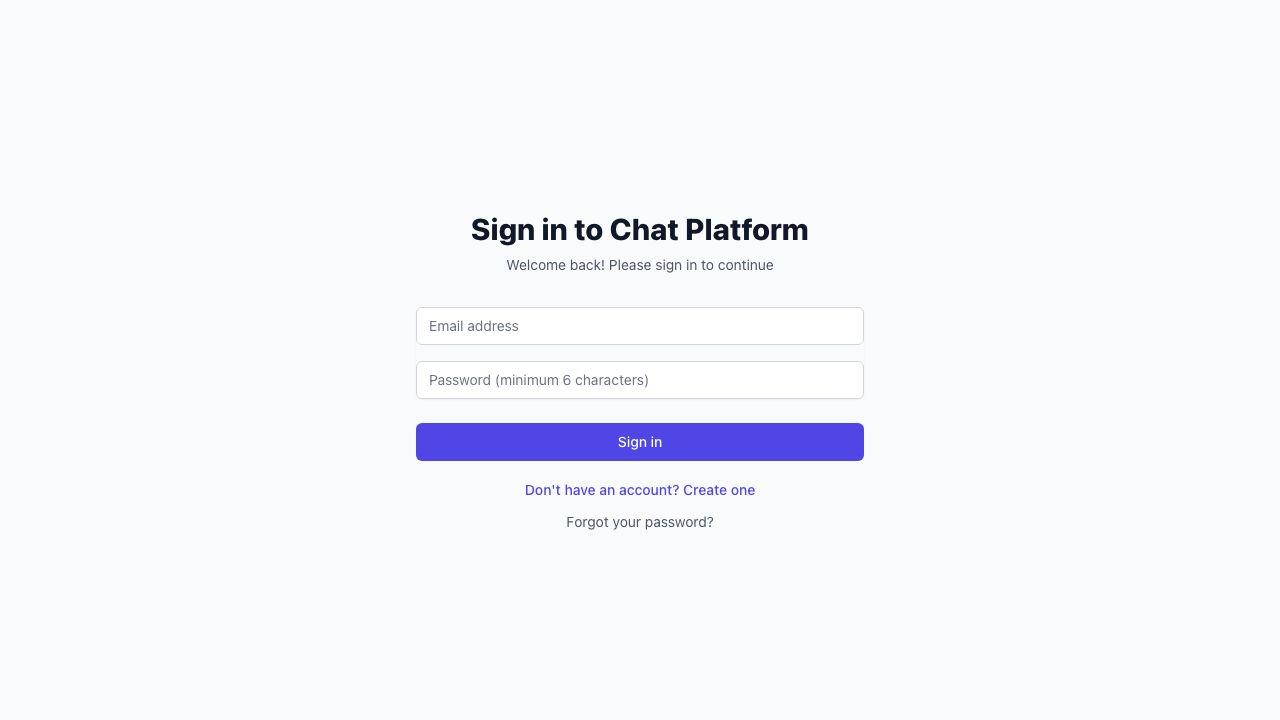 Sign in to Chat Platform
Welcome back! Please sign in to continue
Email address
Password (minimum 6 characters)
Sign in
Don't have an account? Create one
Forgot your password?